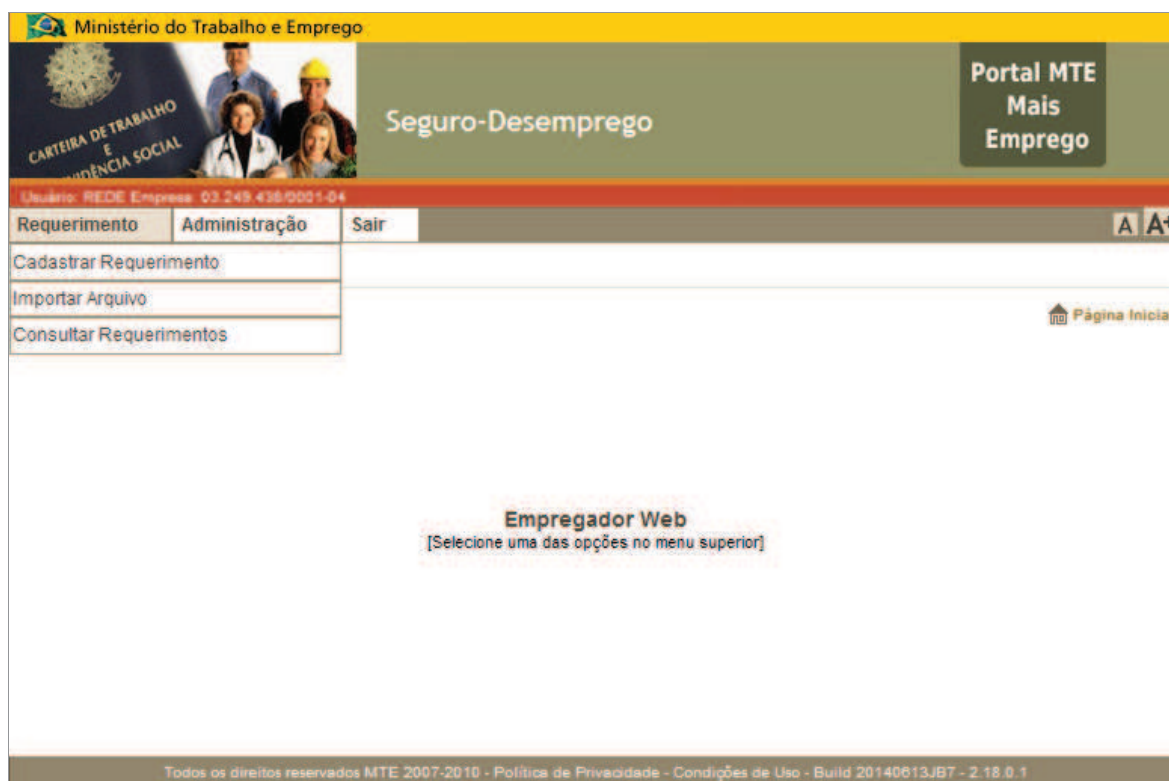 Ministério do Trabalho e Emprego
CARTEIRA DE TRABALHO
E
PREVIDÊNCIA SOCIAL
Seguro-Desemprego
Portal MTE
Mais
Emprego
Usuário: REDE Empresa: 03.249.438/0001-04
Requerimento Administração Sair A A+
Cadastrar Requerimento
Importar Arquivo
Consultar Requerimentos
Página Inicia
Empregador Web
[Selecione uma das opções no menu superior]
Todos os direitos reservados MTE 2007-2010 - Política de Privacidade - Condições de Uso - Build 20140613JB7 - 2.18.0.1